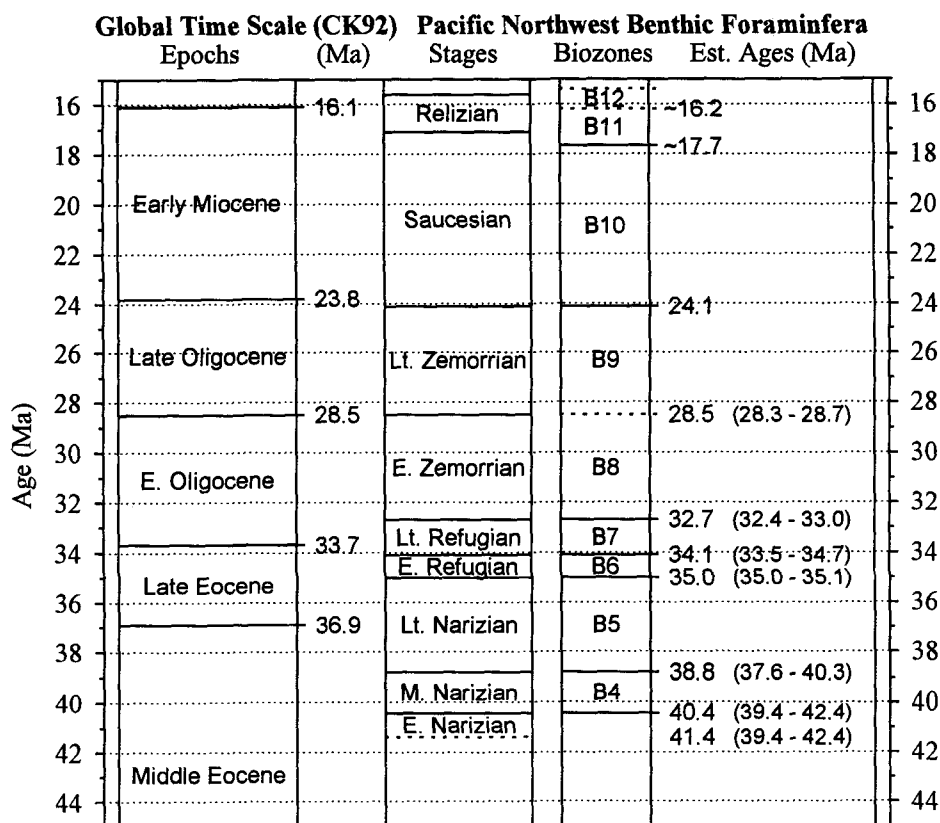 Global Time Scale (CK92) Pacific Northwest Benthic Foraminfera
Epochs (Ma) Stages Biozones Est. Ages (Ma)
B12
16 16.1 Relizian ~16.2 16
B11
18 ~17.7 18
20 Early Miocene 20
Saucesian B10
22 22
24 23.8 24.1 24
26 Late Oligocene Lt. Zemorrian B9 26
28 28.5 28.5 (28.3 - 28.7) 28
30 E. Oligocene E. Zemorrian B8 30
32 32.7 (32.4 - 33.0) 32
33.7 Lt. Refugian B7
34 34.1 (33.5 - 34.7) 34
E. Refugian B6
Late Eocene 35.0 (35.0 - 35.1)
36 36
36.9 Lt. Narizian B5
38 38
38.8 (37.6 - 40.3)
40 M. Narizian B4 40
40.4 (39.4 - 42.4)
E. Narizian
42 41.4 (39.4 - 42.4) 42
Middle Eocene
44 44
Age (Ma)